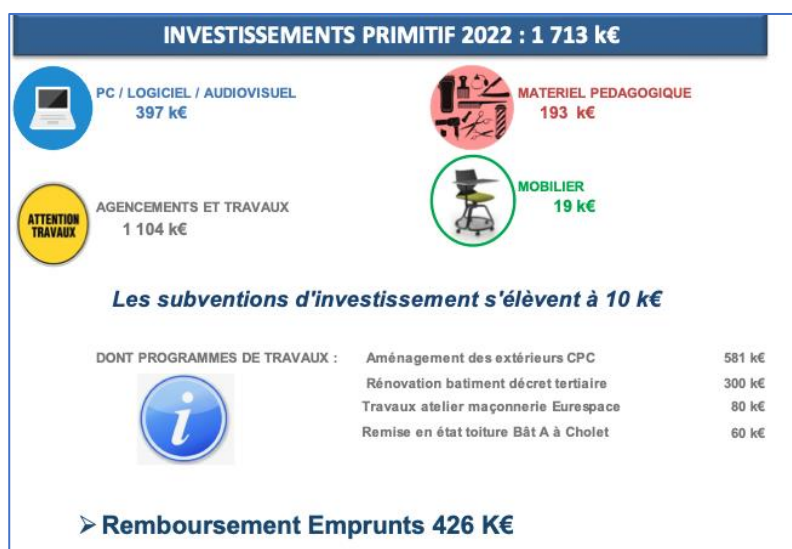 INVESTISSEMENTS PRIMITIF 2022 : 1 713 k€
PC / LOGICIEL / AUDIOVISUEL
397 k€
MATERIEL PEDAGOGIQUE
193 k€
ATTENTION
TRAVAUX
AGENCEMENTS ET TRAVAUX
1 104 k€
MOBILIER
19 k€
Les subventions d'investissement s'élèvent à 10 k€
DONT PROGRAMMES DE TRAVAUX :
Aménagement des extérieurs CPC 581 k€
Rénovation batiment décret tertiaire 300 k€
Travaux atelier maçonnerie Eurespace 80 k€
Remise en état toiture Bât A à Cholet 60 k€
i
➢ Remboursement Emprunts 426 K€